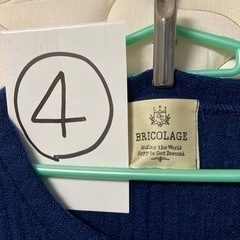 ④
BRICOLAGE
Making the World
Happy to Get Dressed